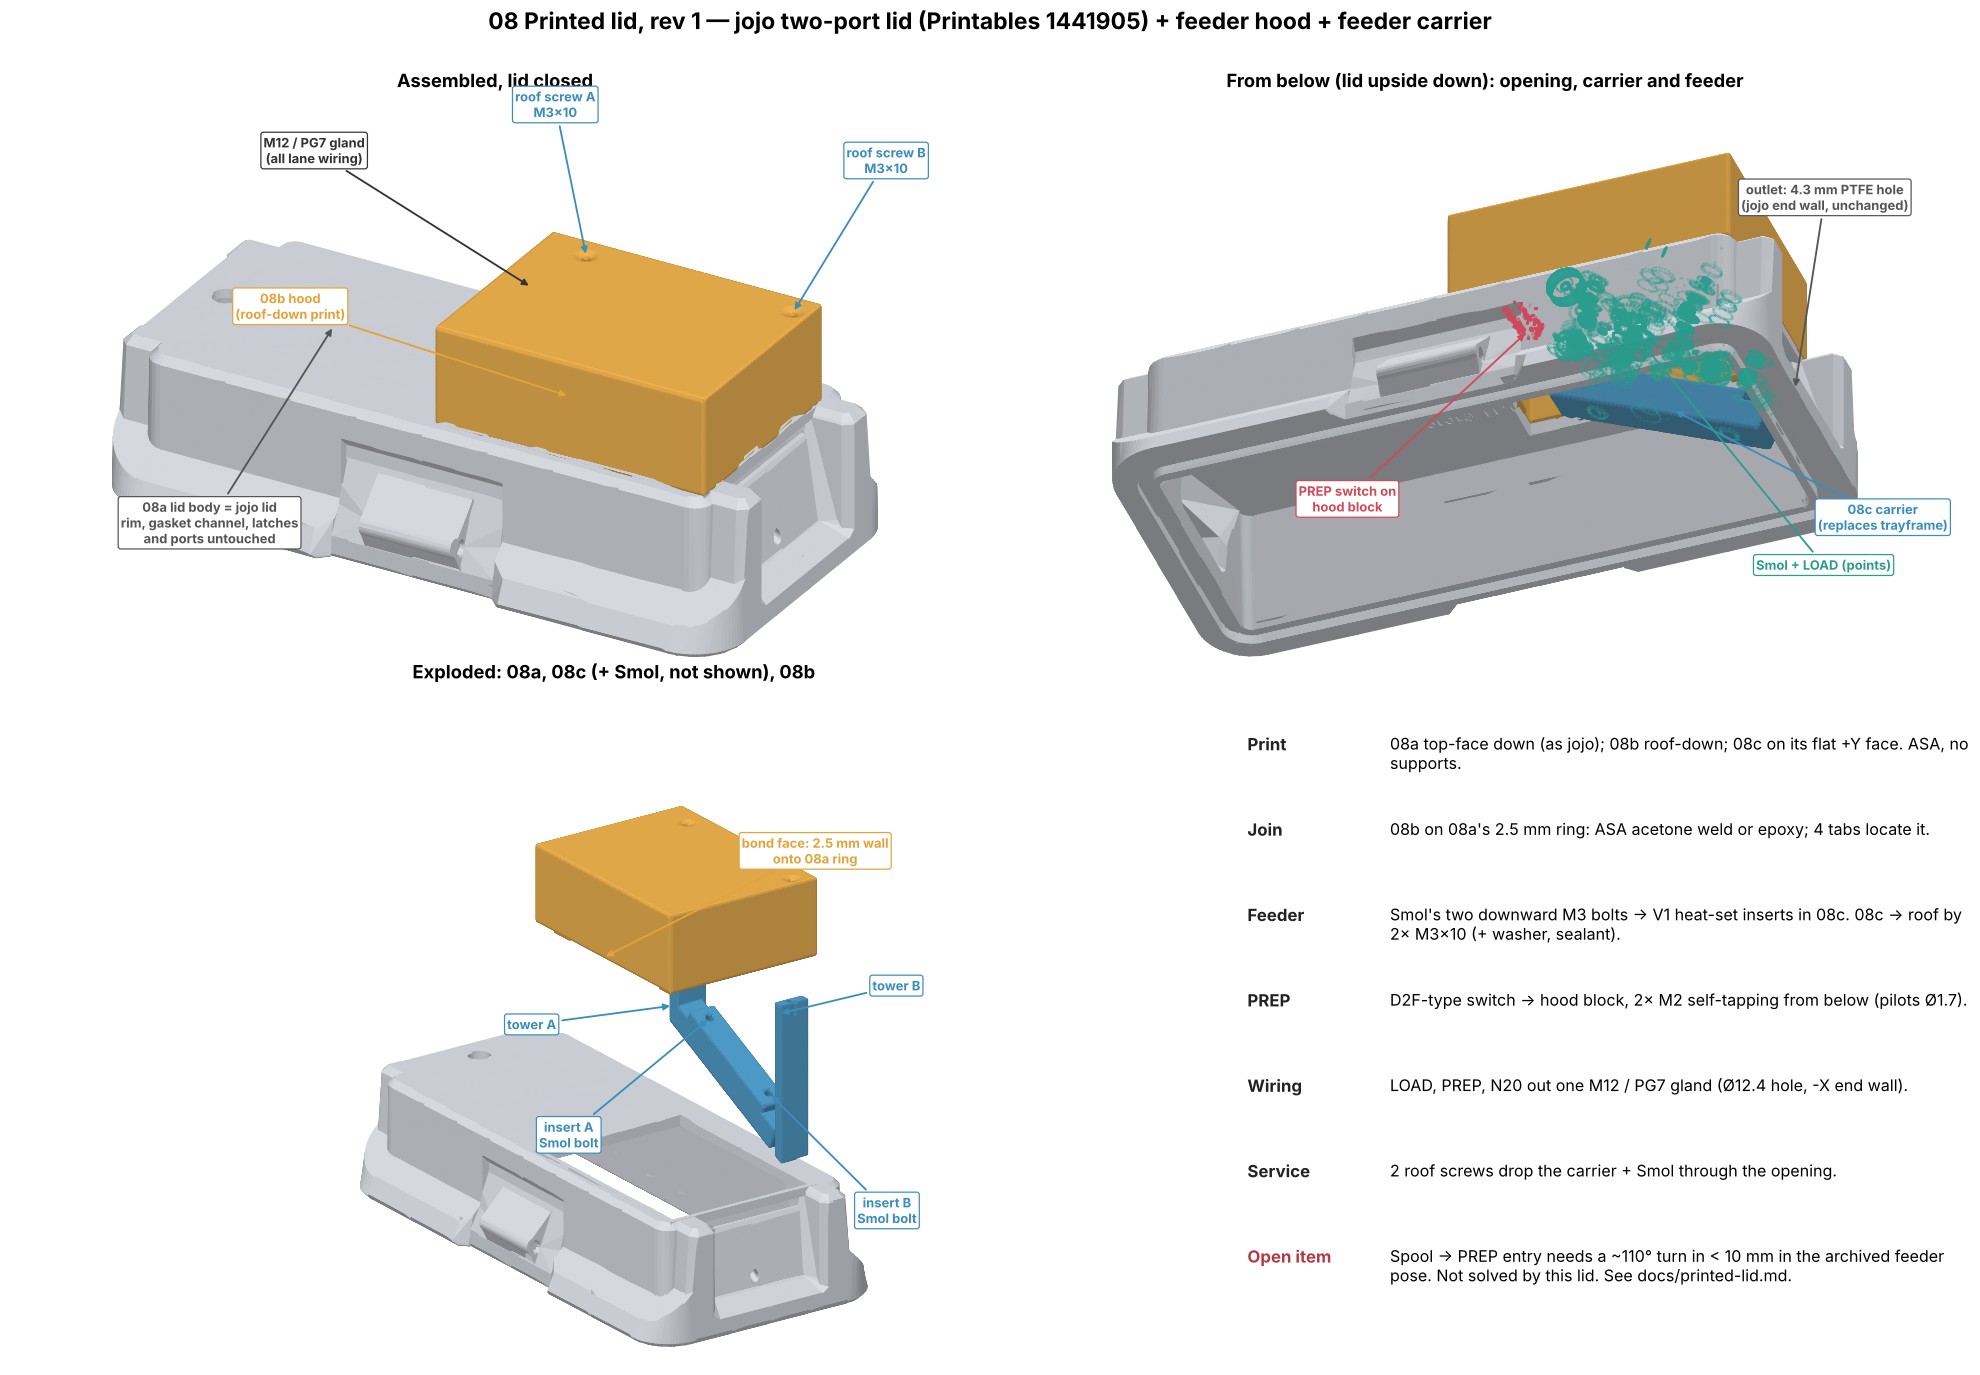 08 Printed lid, rev 1 — jojo two-port lid (Printables 1441905) + feeder hood + feeder carrier
Assembled, lid closed
roof screw A
M3×10
M12 / PG7 gland
(all lane wiring)
roof screw B
M3×10
08b hood
(roof-down print)
08a lid body = jojo lid
rim, gasket channel, latches
and ports untouched
From below (lid upside down): opening, carrier and feeder
outlet: 4.3 mm PTFE hole
(jojo end wall, unchanged)
PREP switch on
hood block
08c carrier
(replaces trayframe)
Smol + LOAD (points)
Exploded: 08a, 08c (+ Smol, not shown), 08b
bond face: 2.5 mm wall
onto 08a ring
tower B
tower A
insert A
Smol bolt
insert B
Smol bolt
Print
08a top-face down (as jojo); 08b roof-down; 08c on its flat +Y face. ASA, no
supports.
Join
08b on 08a's 2.5 mm ring: ASA acetone weld or epoxy; 4 tabs locate it.
Feeder
Smol's two downward M3 bolts → V1 heat-set inserts in 08c. 08c → roof by
2× M3×10 (+ washer, sealant).
PREP
D2F-type switch → hood block, 2× M2 self-tapping from below (pilots Ø1.7).
Wiring
LOAD, PREP, N20 out one M12 / PG7 gland (Ø12.4 hole, -X end wall).
Service
2 roof screws drop the carrier + Smol through the opening.
Open item
Spool → PREP entry needs a ~110° turn in < 10 mm in the archived feeder
pose. Not solved by this lid. See docs/printed-lid.md.